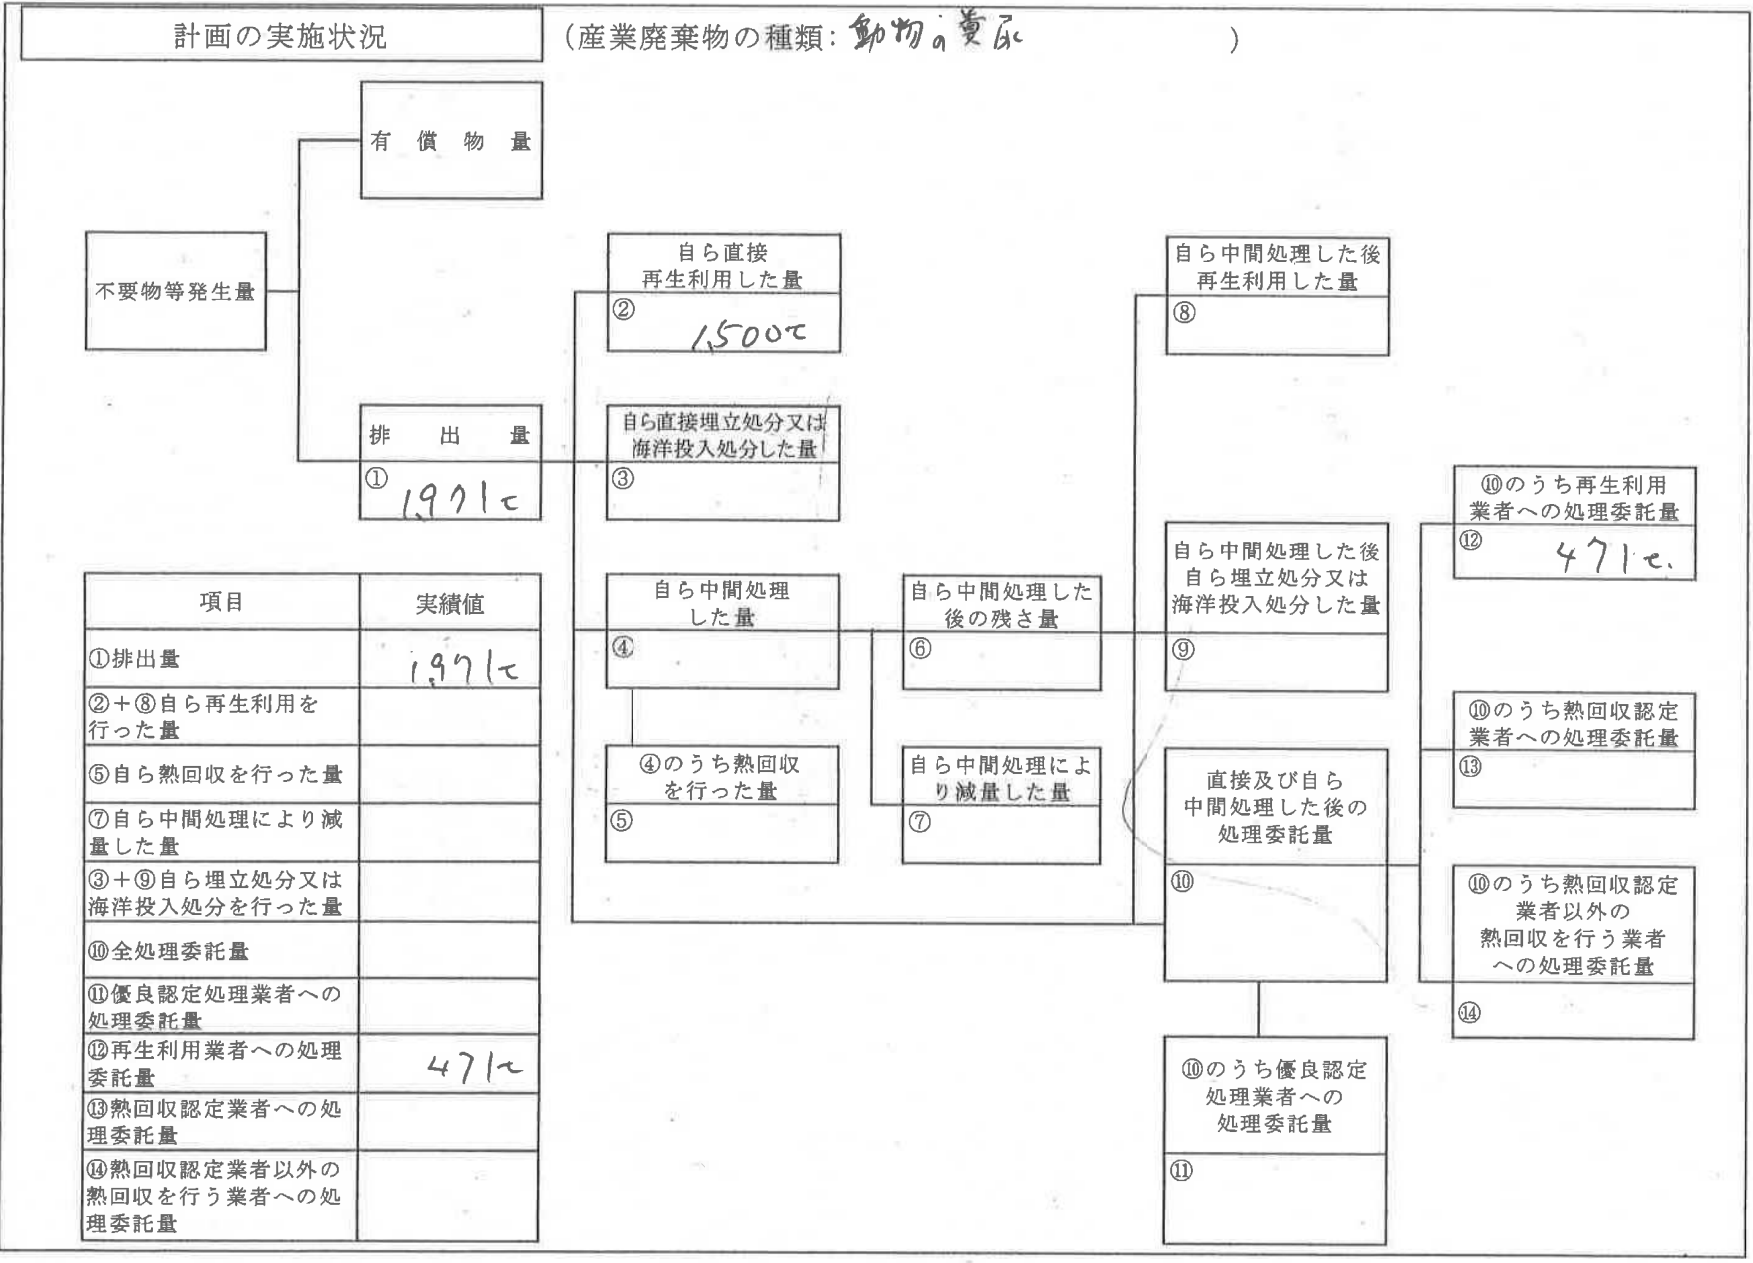 計画の実施状況
（産業廃棄物の種類：動物の糞尿）
有償物量
不要物等発生量
排出量
①
1,971t
自ら直接
再生利用した量
②
1,500t
自ら直接埋立処分又は
海洋投入処分した量
③
自ら中間処理
した量
④
④のうち熱回収
を行った量
⑤
自ら中間処理した
後の残さ量
⑥
自ら中間処理によ
り減量した量
⑦
自ら中間処理した後
再生利用した量
⑧
自ら中間処理した後
自ら埋立処分又は
海洋投入処分した量
⑨
直接及び自ら
中間処理した後の
処理委託量
⑩
⑩のうち優良認定
処理業者への
処理委託量
⑪
⑩のうち再生利用
業者への処理委託量
⑫
471t.
⑩のうち熱回収認定
業者への処理委託量
⑬
⑩のうち熱回収認定
業者以外の
熱回収を行う業者
への処理委託量
⑭
項目 実績値
①排出量 1,971t
②＋⑧自ら再生利用を
行った量
⑤自ら熱回収を行った量
⑦自ら中間処理により減
量した量
③＋⑨自ら埋立処分又は
海洋投入処分を行った量
⑩全処理委託量
⑪優良認定処理業者への
処理委託量
⑫再生利用業者への処理
委託量 471t
⑬熱回収認定業者への処
理委託量
⑭熱回収認定業者以外の
熱回収を行う業者への処
理委託量